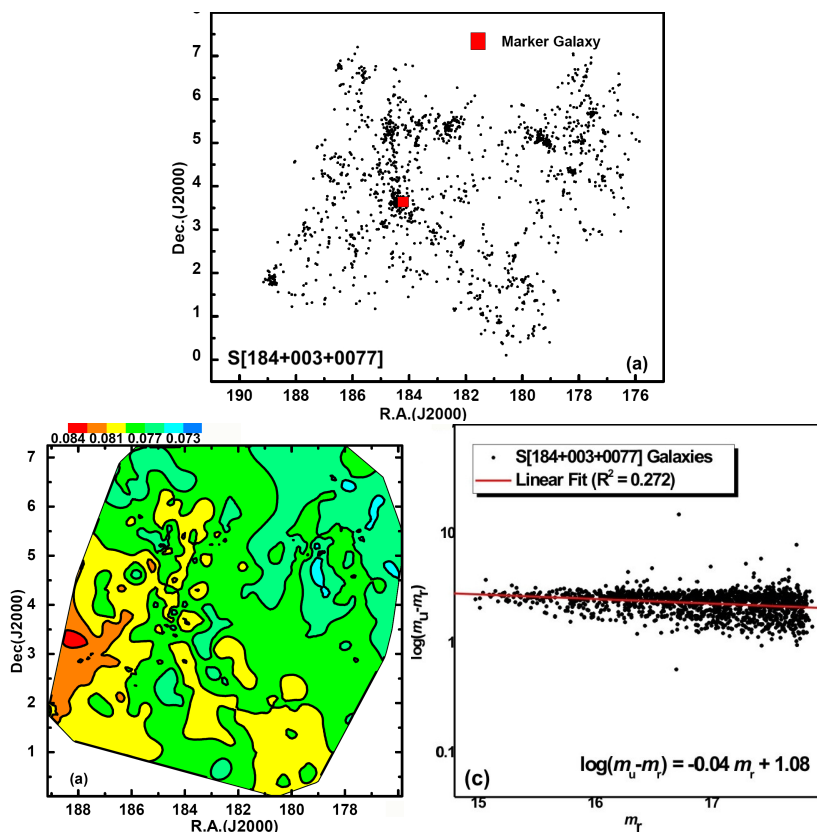 Marker Galaxy
8
7
6
5
4
3
2
1
0
Dec.(J2000)
S[184+003+0077]
(a)
190 188 186 184 182 180 178 176
R.A.(J2000)
0.084 0.081 0.077 0.073
7
6
5
4
3
2
1
Dec(J2000)
(a)
188 186 184 182 180 178 176
R.A.(J2000)
S[184+003+0077] Galaxies
Linear Fit (R² = 0.272)
10
1
0.1
log(mᵤ-mᵣ)
(c)
log(mᵤ-mᵣ) = -0.04 mᵣ + 1.08
15 16 17
mᵣ